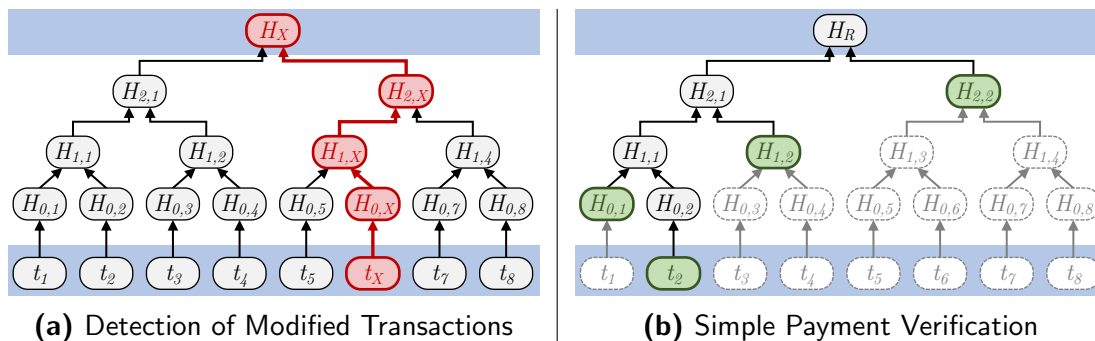 H_X
H_{2,1} H_{2,X}
H_{1,1} H_{1,2} H_{1,X} H_{1,4}
H_{0,1} H_{0,2} H_{0,3} H_{0,4} H_{0,5} H_{0,X} H_{0,7} H_{0,8}
t_1 t_2 t_3 t_4 t_5 t_X t_7 t_8
(a) Detection of Modified Transactions
H_R
H_{2,1} H_{2,2}
H_{1,1} H_{1,2} H_{1,3} H_{1,4}
H_{0,1} H_{0,2} H_{0,3} H_{0,4} H_{0,5} H_{0,6} H_{0,7} H_{0,8}
t_1 t_2 t_3 t_4 t_5 t_6 t_7 t_8
(b) Simple Payment Verification